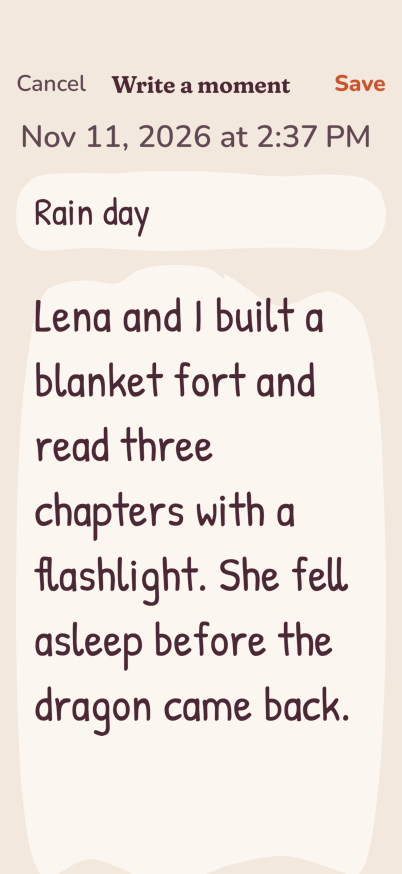 Cancel Write a moment Save
Nov 11, 2026 at 2:37 PM
Rain day
Lena and I built a
blanket fort and
read three
chapters with a
flashlight. She fell
asleep before the
dragon came back.